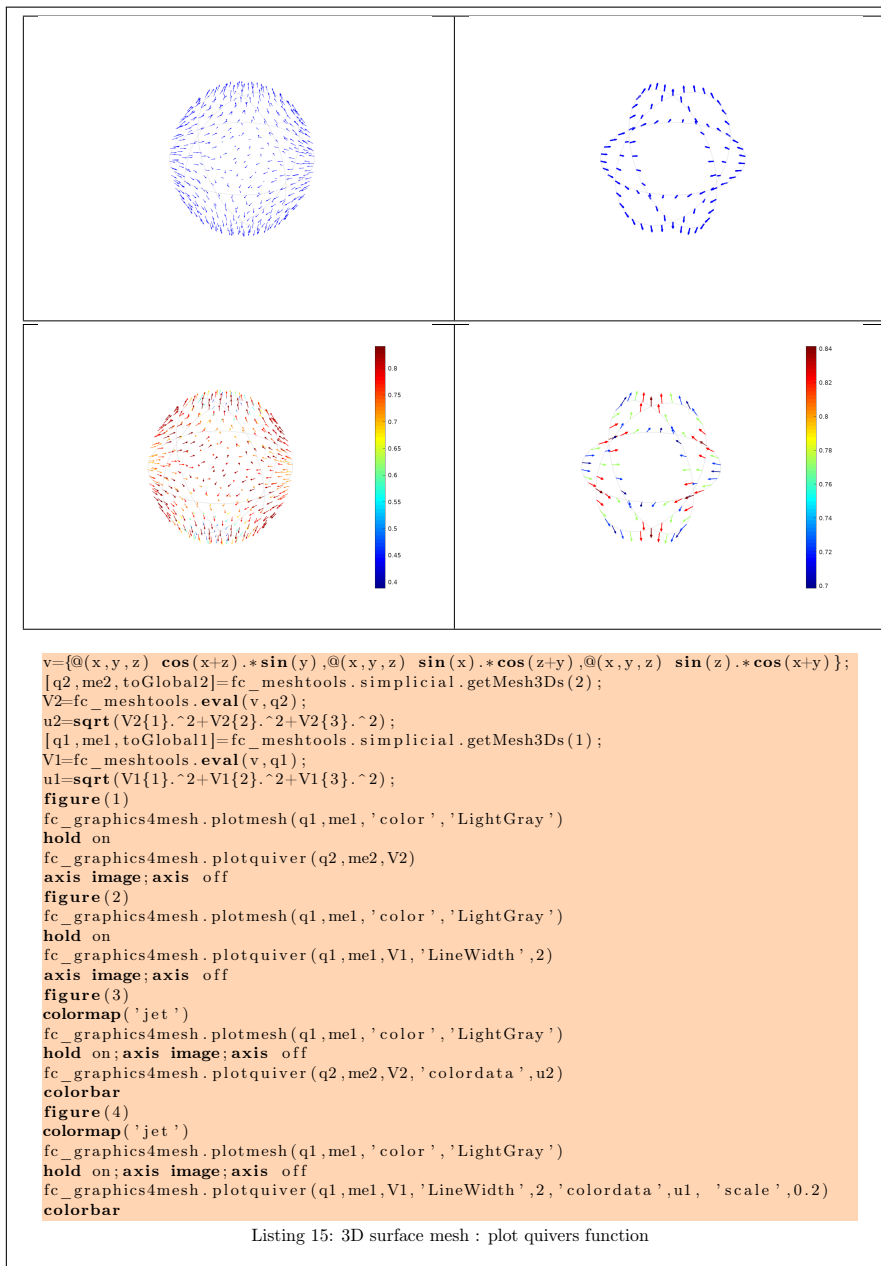 0.8
0.75
0.7
0.65
0.6
0.55
0.5
0.45
0.4
0.84
0.82
0.8
0.78
0.76
0.74
0.72
0.7
v={@(x,y,z) cos(x+z).*sin(y),@(x,y,z) sin(x).*cos(z+y),@(x,y,z) sin(z).*cos(x+y)};
[q2,me2,toGlobal2]=fc_meshtools.simplicial.getMesh3Ds(2);
V2=fc_meshtools.eval(v,q2);
u2=sqrt(V2{1}.^2+V2{2}.^2+V2{3}.^2);
[q1,me1,toGlobal1]=fc_meshtools.simplicial.getMesh3Ds(1);
V1=fc_meshtools.eval(v,q1);
u1=sqrt(V1{1}.^2+V1{2}.^2+V1{3}.^2);
figure(1)
fc_graphics4mesh.plotmesh(q1,me1,'color','LightGray')
hold on
fc_graphics4mesh.plotquiver(q2,me2,V2)
axis image;axis off
figure(2)
fc_graphics4mesh.plotmesh(q1,me1,'color','LightGray')
hold on
fc_graphics4mesh.plotquiver(q1,me1,V1,'LineWidth',2)
axis image;axis off
figure(3)
colormap('jet')
fc_graphics4mesh.plotmesh(q1,me1,'color','LightGray')
hold on;axis image;axis off
fc_graphics4mesh.plotquiver(q2,me2,V2,'colordata',u2)
colorbar
figure(4)
colormap('jet')
fc_graphics4mesh.plotmesh(q1,me1,'color','LightGray')
hold on;axis image;axis off
fc_graphics4mesh.plotquiver(q1,me1,V1,'LineWidth',2,'colordata',u1, 'scale',0.2)
colorbar
Listing 15: 3D surface mesh : plot quivers function